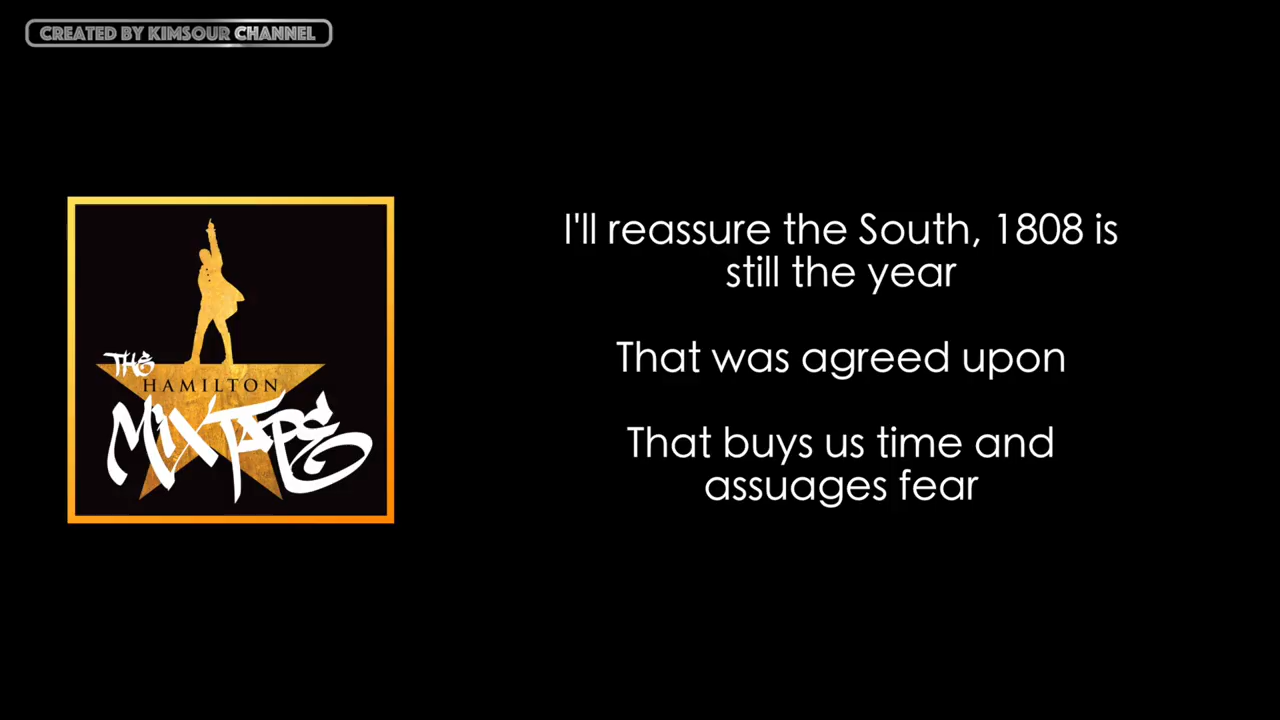 CREATED BY KIMSOUR CHANNEL
THE
HAMILTON
MIXTAPE
I'll reassure the South, 1808 is
still the year
That was agreed upon
That buys us time and
assuages fear